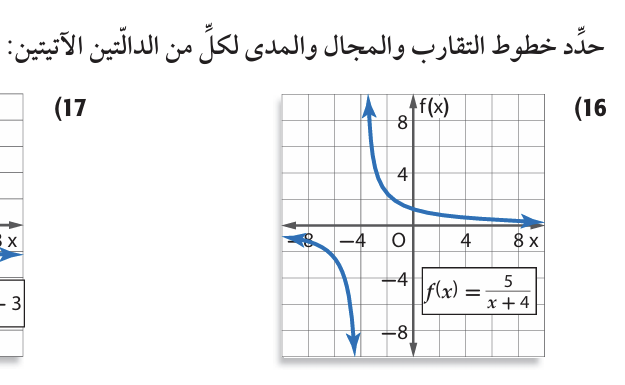 حدِّد خطوط التقارب والمجال والمدى لكلِّ من الدالّتين الآتيتين:
(16
f(x)
8
4
−8 −4 O 4 8 x
−4
−8
f(x) = 5 / x + 4
(17
x
− 3